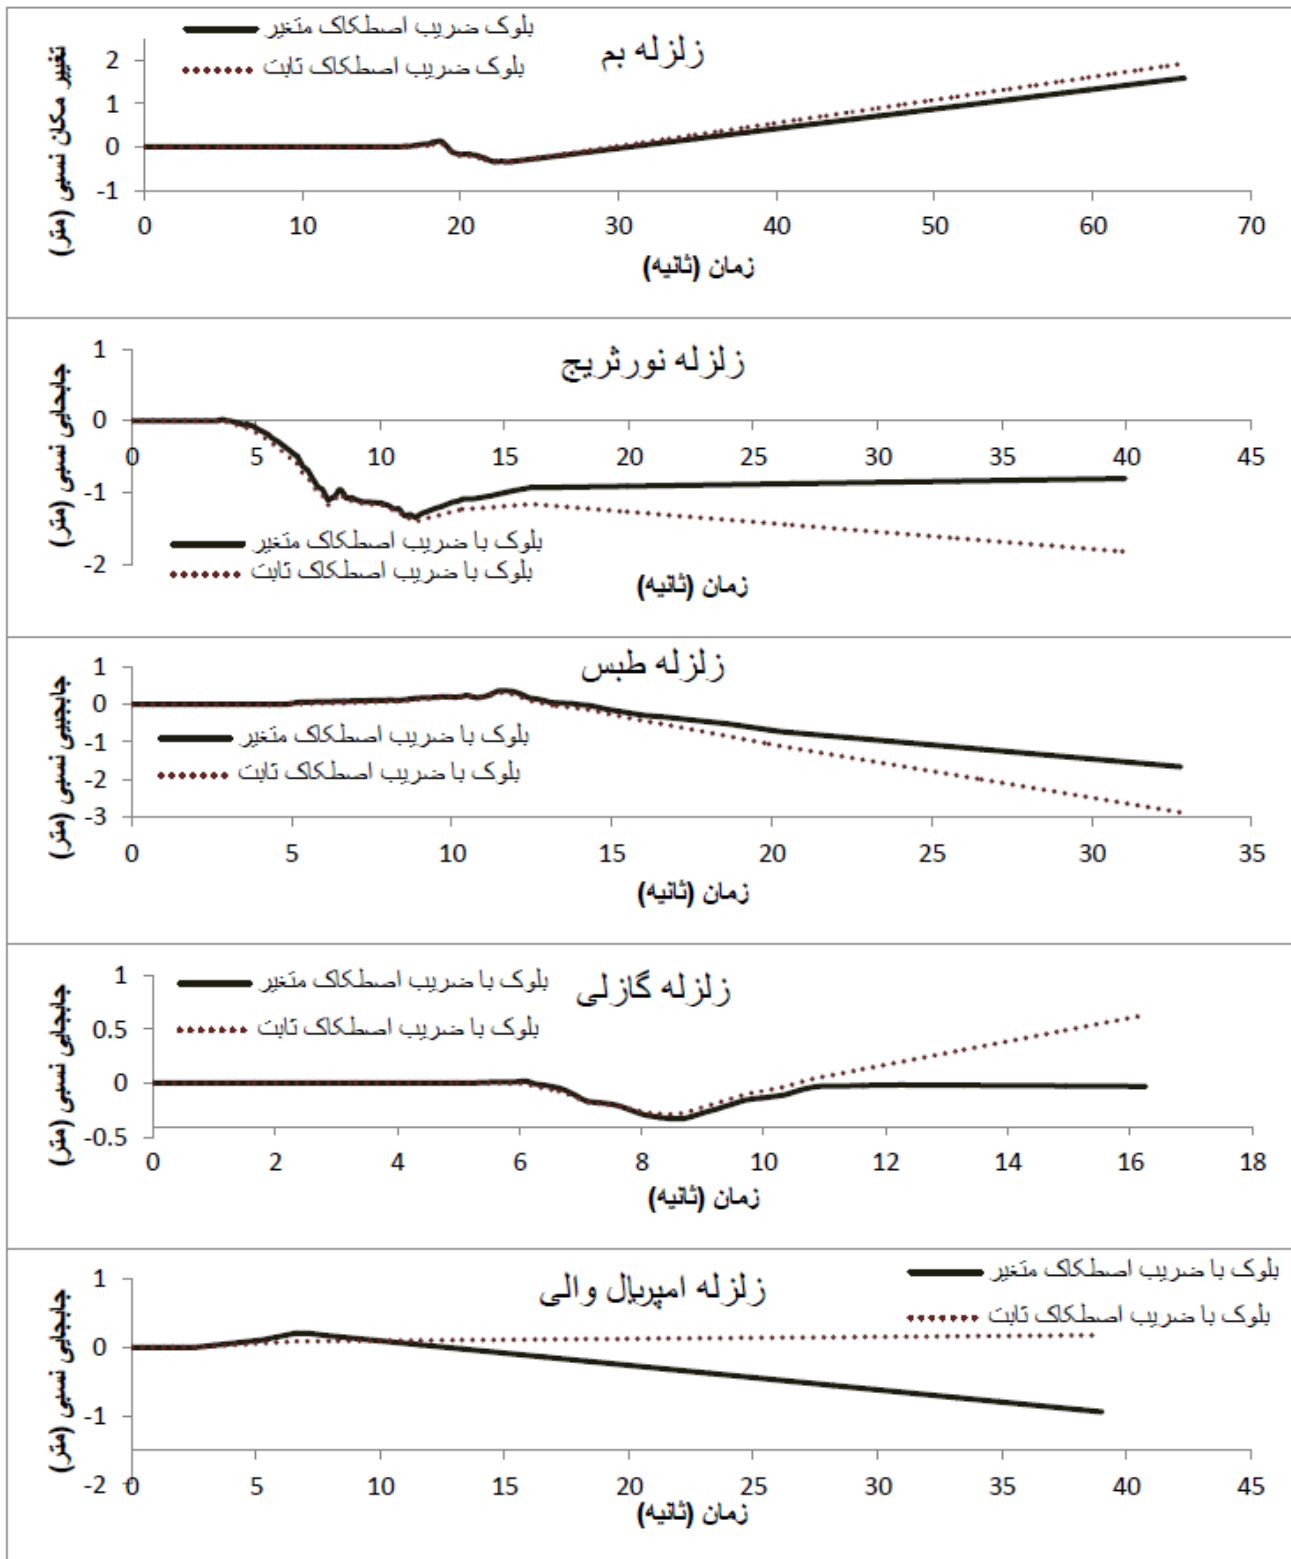 زلزله بم
بلوک ضریب اصطکاک متغیر
بلوک ضریب اصطکاک ثابت
تغییر مکان نسبی (متر)
2
1
0
-1
0 10 20 30 40 50 60 70
زمان (ثانیه)
زلزله نورثریج
جابجایی نسبی (متر)
1
0
0 5 10 15 20 25 30 35 40 45
-1
بلوک با ضریب اصطکاک متغیر
بلوک با ضریب اصطکاک ثابت
-2
زمان (ثانیه)
زلزله طبس
جابجایی نسبی (متر)
1
0
بلوک با ضریب اصطکاک متغیر
-1
بلوک با ضریب اصطکاک ثابت
-2
-3
0 5 10 15 20 25 30 35
زمان (ثانیه)
زلزله گازلی
بلوک با ضریب اصطکاک متغیر
بلوک با ضریب اصطکاک ثابت
جابجایی نسبی (متر)
1
0.5
0
-0.5
0 2 4 6 8 10 12 14 16 18
زمان (ثانیه)
زلزله امپریال والی
بلوک با ضریب اصطکاک متغیر
بلوک با ضریب اصطکاک ثابت
جابجایی نسبی (متر)
1
0
-1
-2
0 5 10 15 20 25 30 35 40 45
زمان (ثانیه)